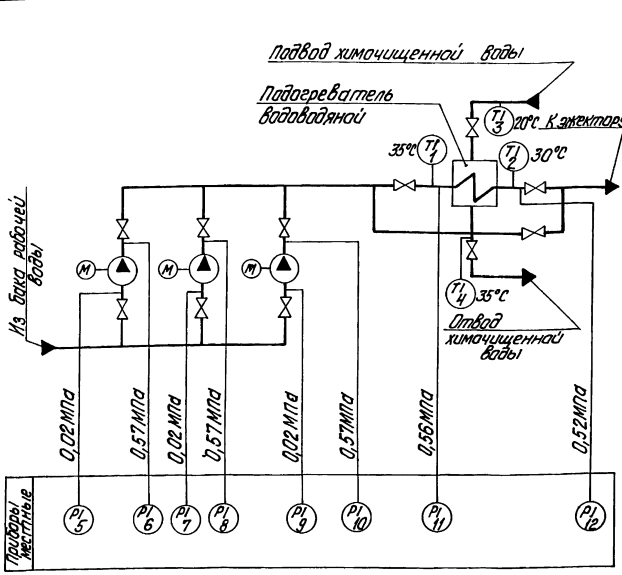 Подвод химочищенной воды
Подогреватель
водоводяной
TI
3
20°С
К эжектору
35°С
TI
1
TI
2
30°С
М
М
М
TI
4
35°С
Отвод
химочищенной
воды
Из бака рабочей
воды
0,02 МПа
0,57 МПа
0,02 МПа
0,57 МПа
0,02 МПа
0,57 МПа
0,56 МПа
0,52 МПа
Приборы
местные
PI
5
PI
6
PI
7
PI
8
PI
9
PI
10
PI
11
PI
12